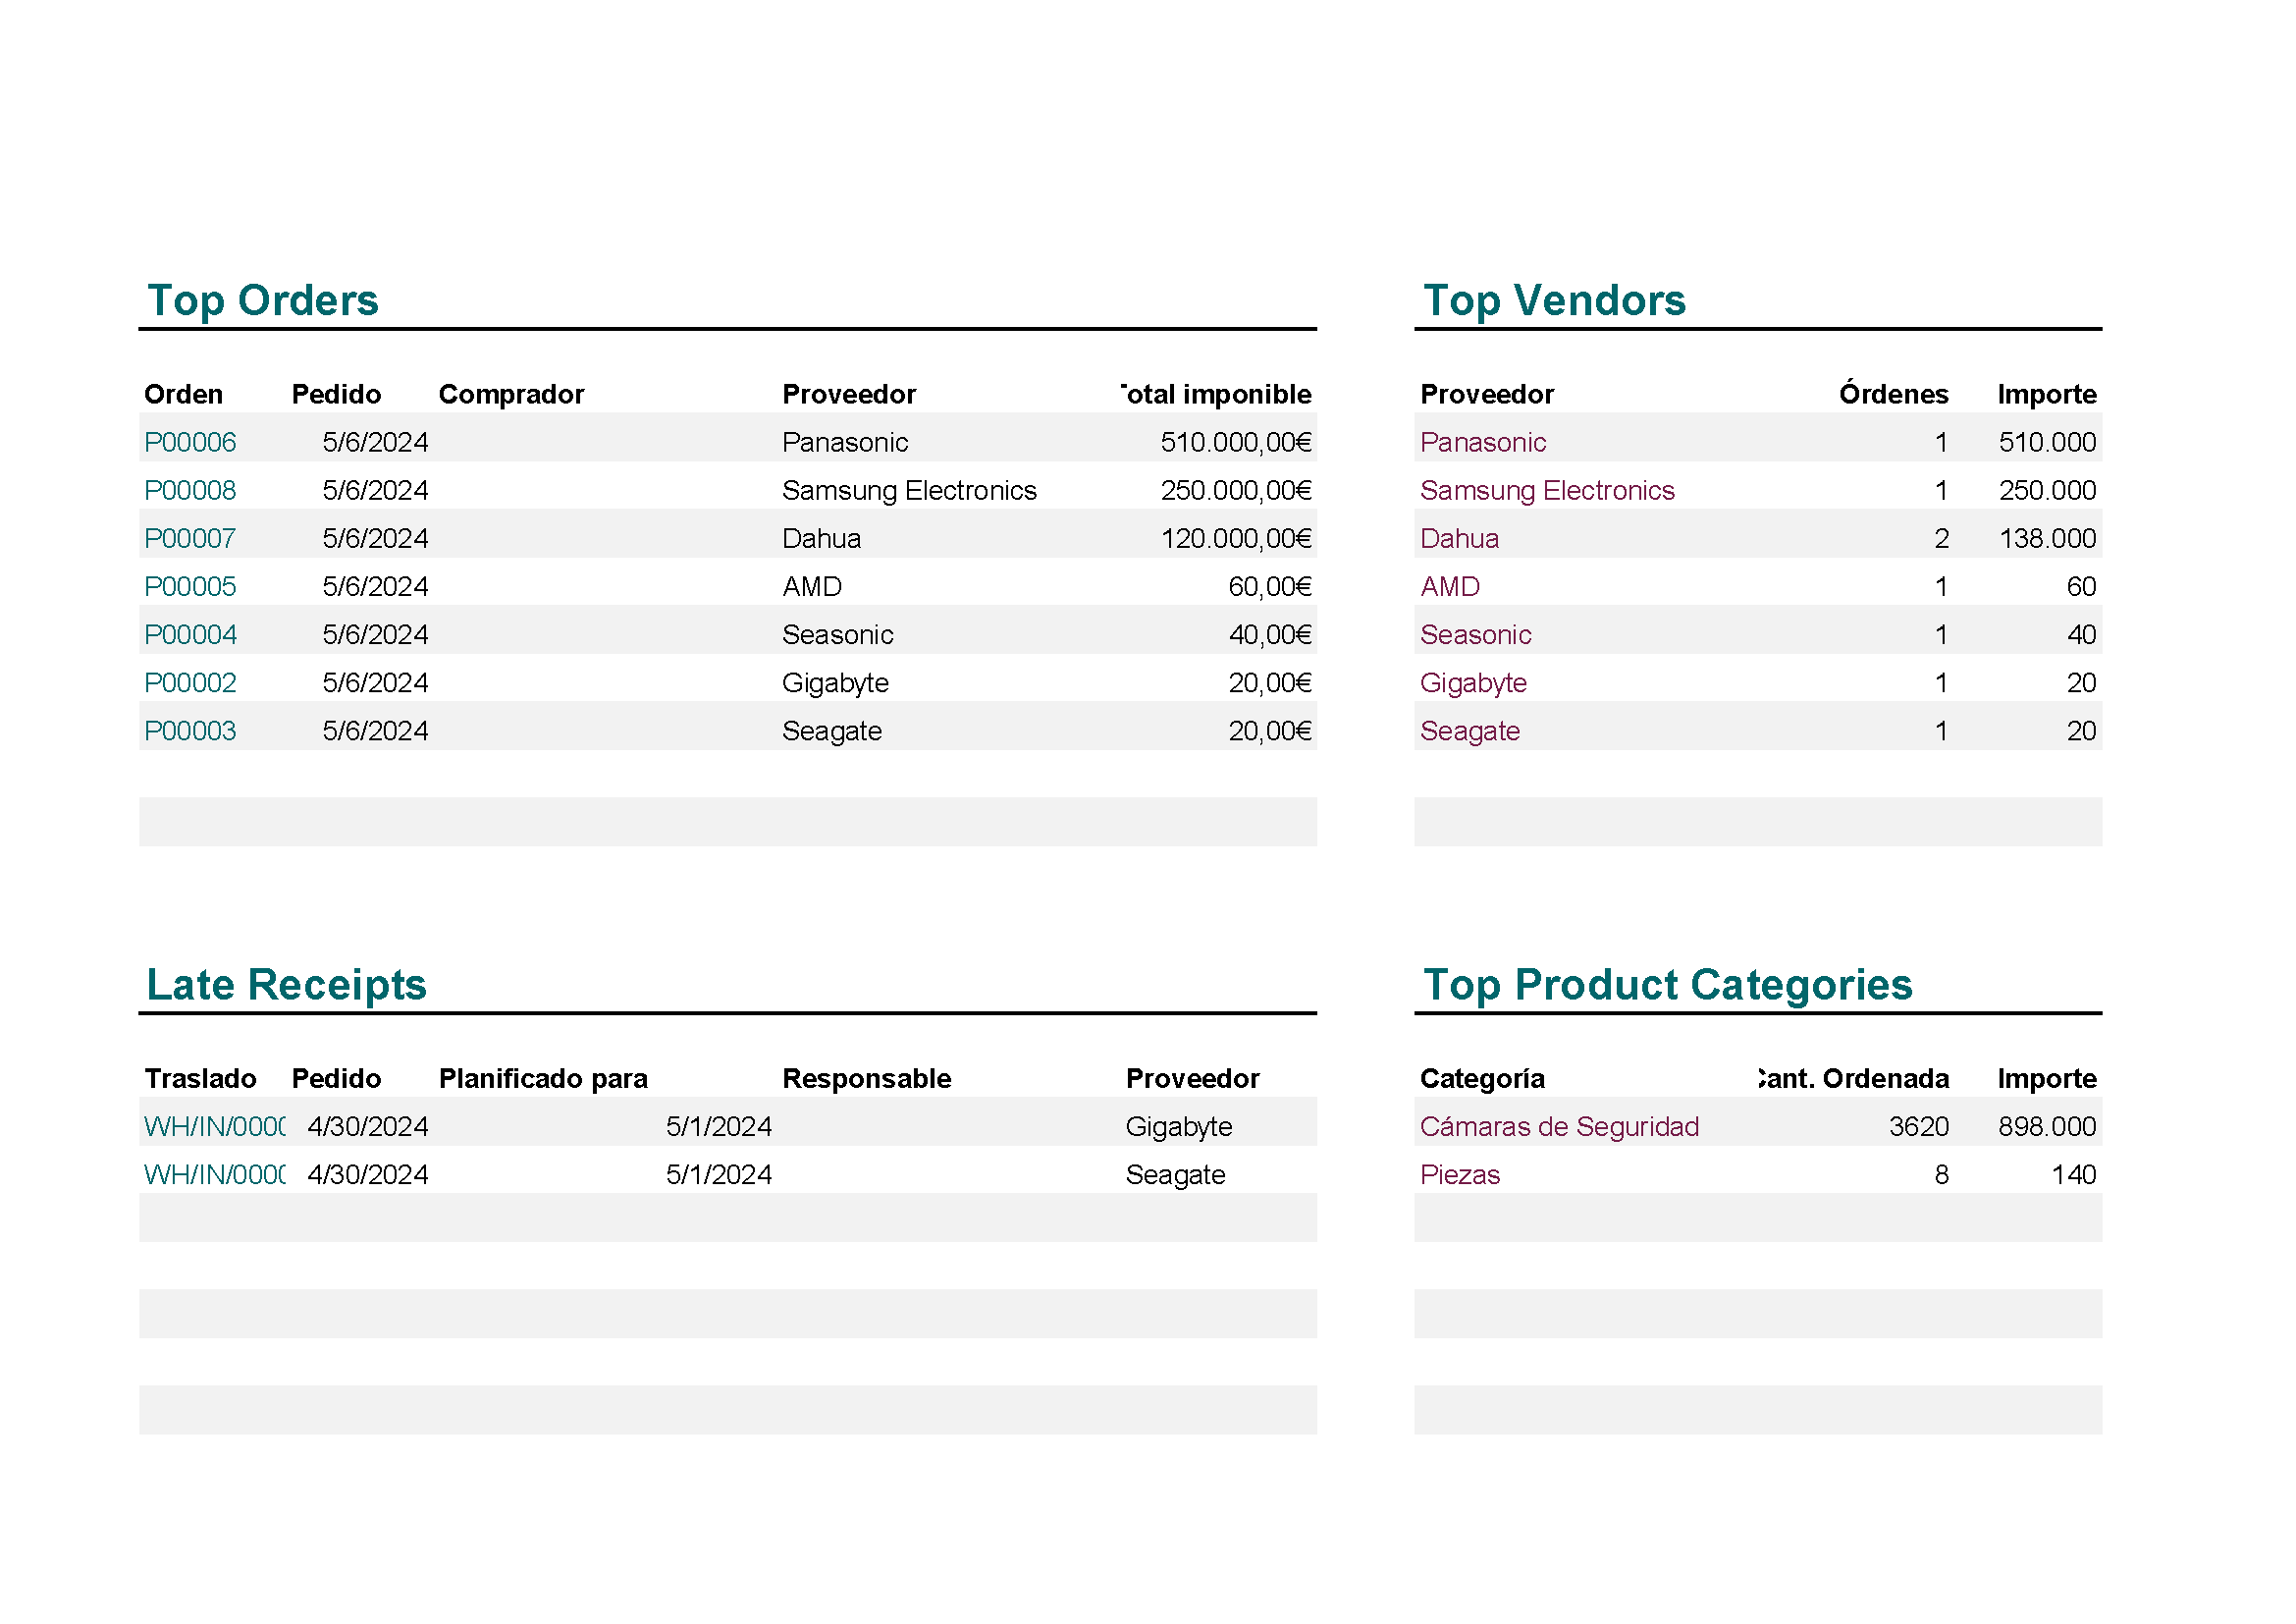 Top Orders
Orden Pedido Comprador Proveedor Total imponible
P00006 5/6/2024 Panasonic 510.000,00€
P00008 5/6/2024 Samsung Electronics 250.000,00€
P00007 5/6/2024 Dahua 120.000,00€
P00005 5/6/2024 AMD 60,00€
P00004 5/6/2024 Seasonic 40,00€
P00002 5/6/2024 Gigabyte 20,00€
P00003 5/6/2024 Seagate 20,00€
Top Vendors
Proveedor Órdenes Importe
Panasonic 1 510.000
Samsung Electronics 1 250.000
Dahua 2 138.000
AMD 1 60
Seasonic 1 40
Gigabyte 1 20
Seagate 1 20
Late Receipts
Traslado Pedido Planificado para Responsable Proveedor
WH/IN/0000 4/30/2024 5/1/2024 Gigabyte
WH/IN/0000 4/30/2024 5/1/2024 Seagate
Top Product Categories
Categoría Cant. Ordenada Importe
Cámaras de Seguridad 3620 898.000
Piezas 8 140